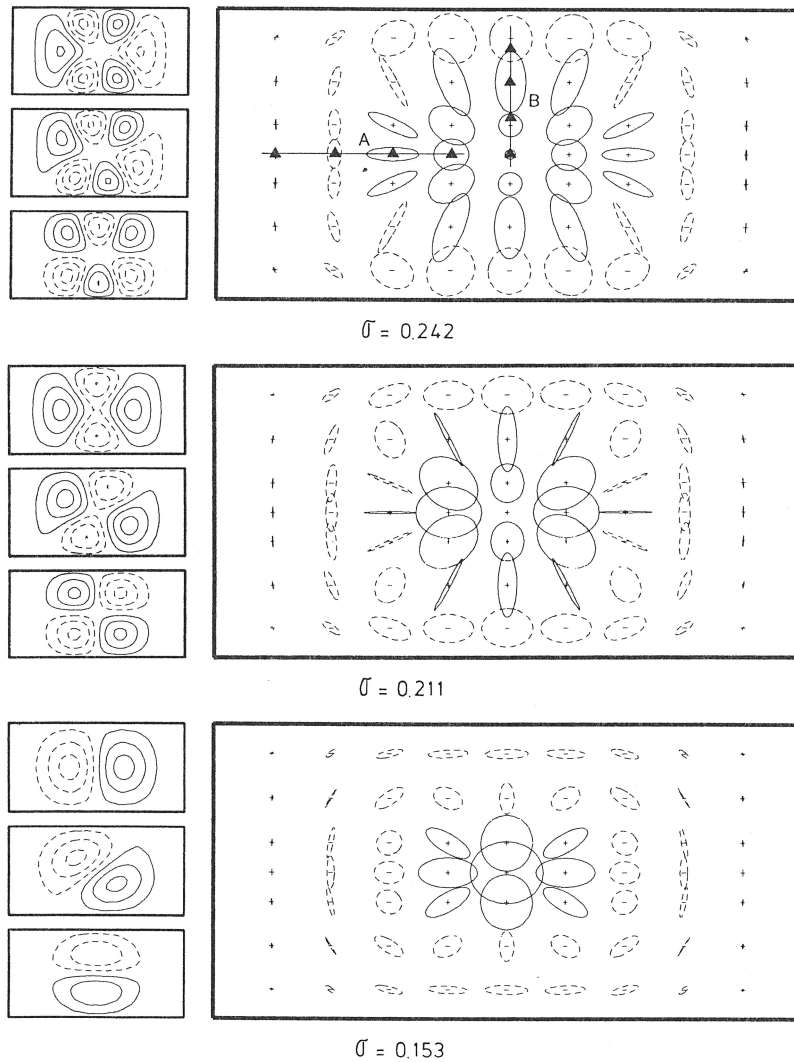 A
B
σ = 0.242
σ = 0.211
σ = 0.153